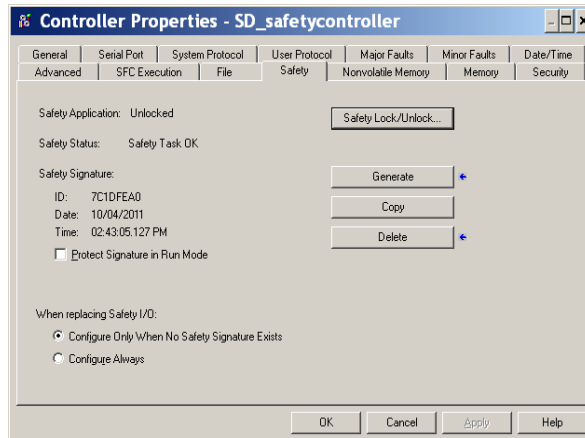 Controller Properties - SD_safetycontroller
General Serial Port System Protocol User Protocol Major Faults Minor Faults Date/Time
Advanced SFC Execution File Safety Nonvolatile Memory Memory Security
Safety Application: Unlocked
Safety Lock/Unlock...
Safety Status: Safety Task OK
Safety Signature:
Generate
ID: 7C1DFEA0
Copy
Date: 10/04/2011
Time: 02:43:05.127 PM
Delete
Protect Signature in Run Mode
When replacing Safety I/O:
Configure Only When No Safety Signature Exists
Configure Always
OK Cancel Apply Help